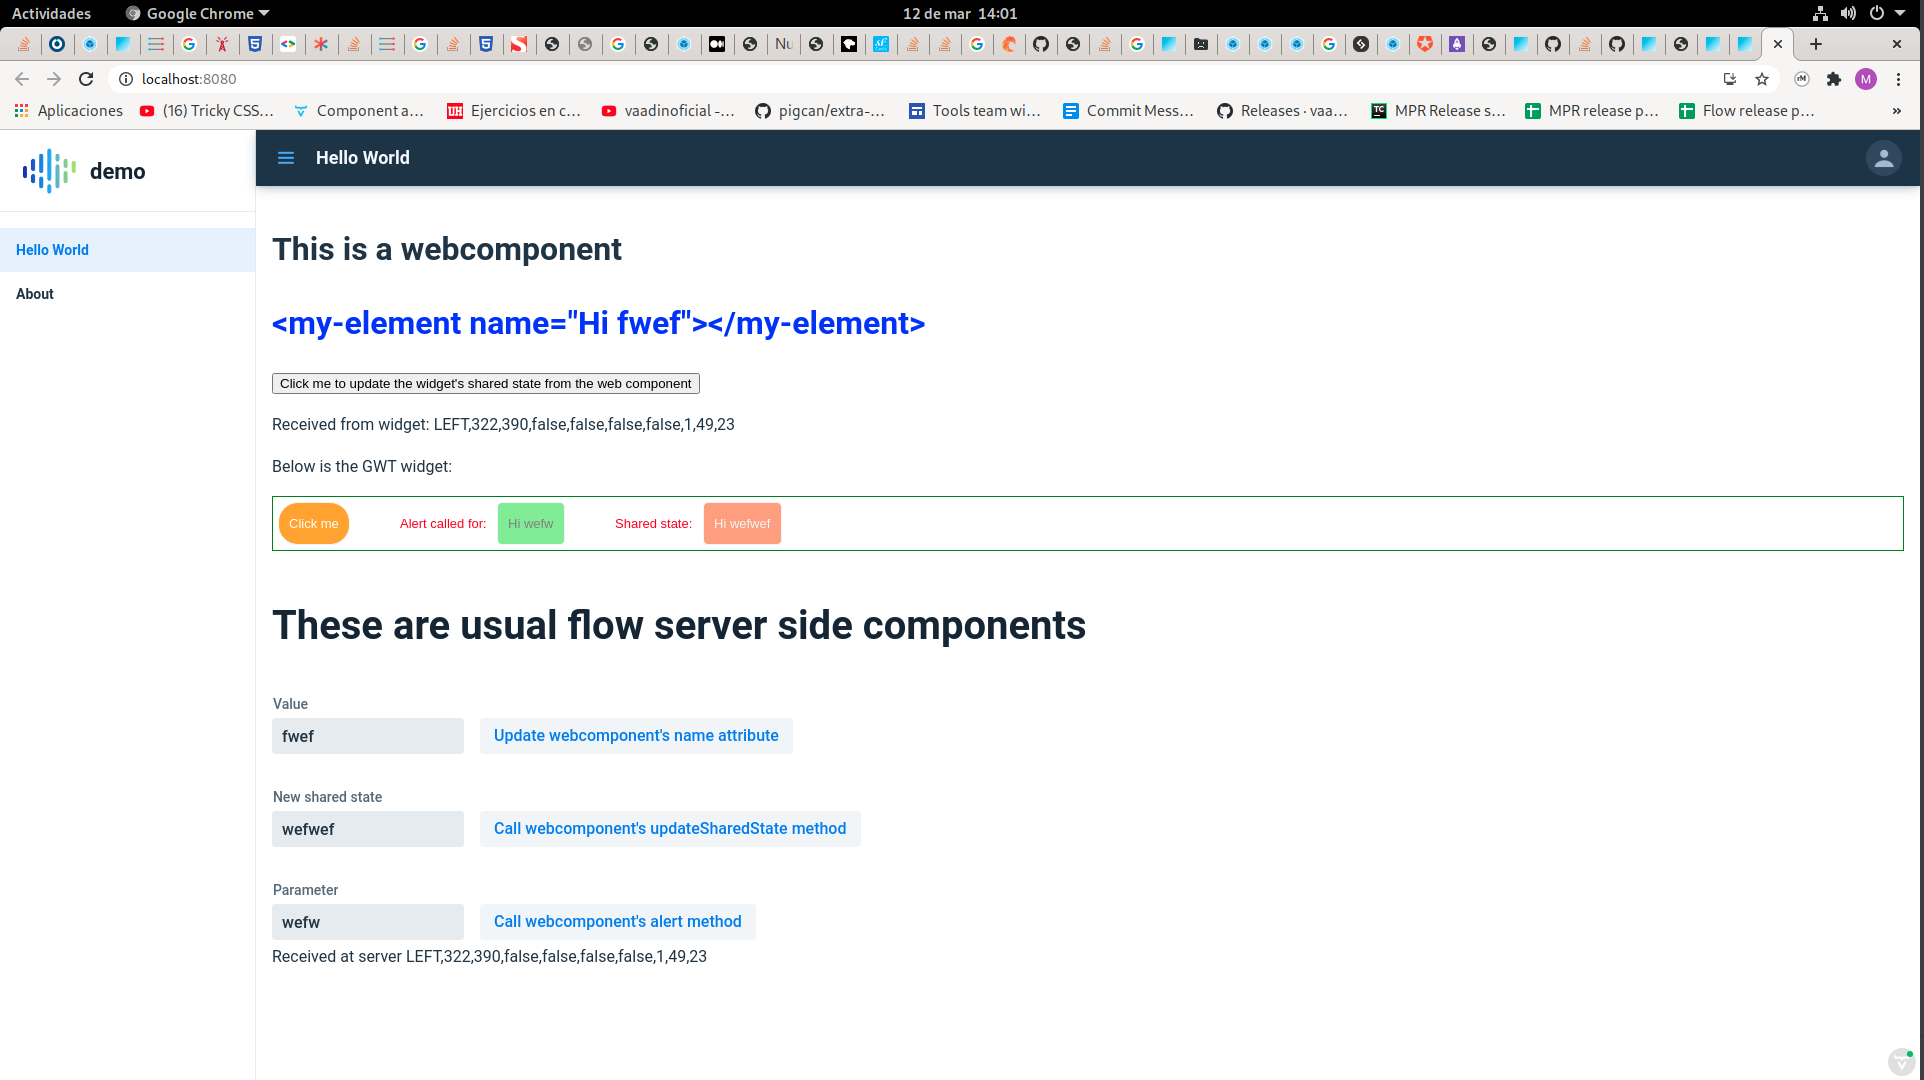 Actividades Google Chrome 12 de mar 14:01
Nu
localhost:8080 M
Aplicaciones (16) Tricky CSS… Component a… Ejercicios en c… vaadinoficial -… pigcan/extra-… Tools team wi… Commit Mess… Releases · vaa… MPR Release s… MPR release p… Flow release p… »
demo
Hello World
Hello World
About
This is a webcomponent
<my-element name="Hi fwef"></my-element>
Click me to update the widget's shared state from the web component
Received from widget: LEFT,322,390,false,false,false,false,1,49,23
Below is the GWT widget:
Click me Alert called for: Hi wefw Shared state: Hi wefwef
These are usual flow server side components
Value
fwef Update webcomponent's name attribute
New shared state
wefwef Call webcomponent's updateSharedState method
Parameter
wefw Call webcomponent's alert method
Received at server LEFT,322,390,false,false,false,false,1,49,23